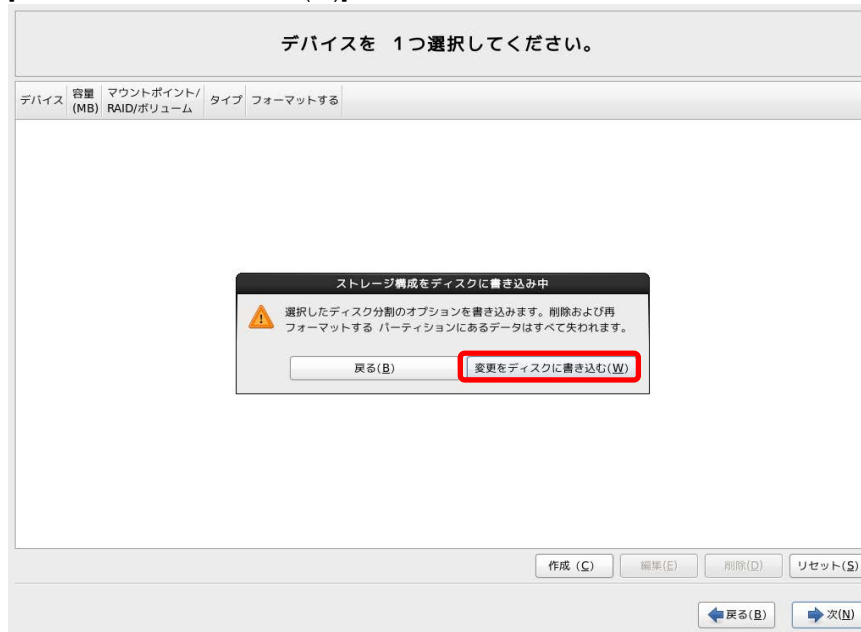 デバイスを 1つ選択してください。
デバイス 容量 (MB) マウントポイント/ RAID/ボリューム タイプ フォーマットする
ストレージ構成をディスクに書き込み中
選択したディスク分割のオプションを書き込みます。削除および再
フォーマットする パーティションにあるデータはすべて失われます。
戻る(B) 変更をディスクに書き込む(W)
作成 (C) 編集(E) 削除(D) リセット(S)
戻る(B) 次(N)